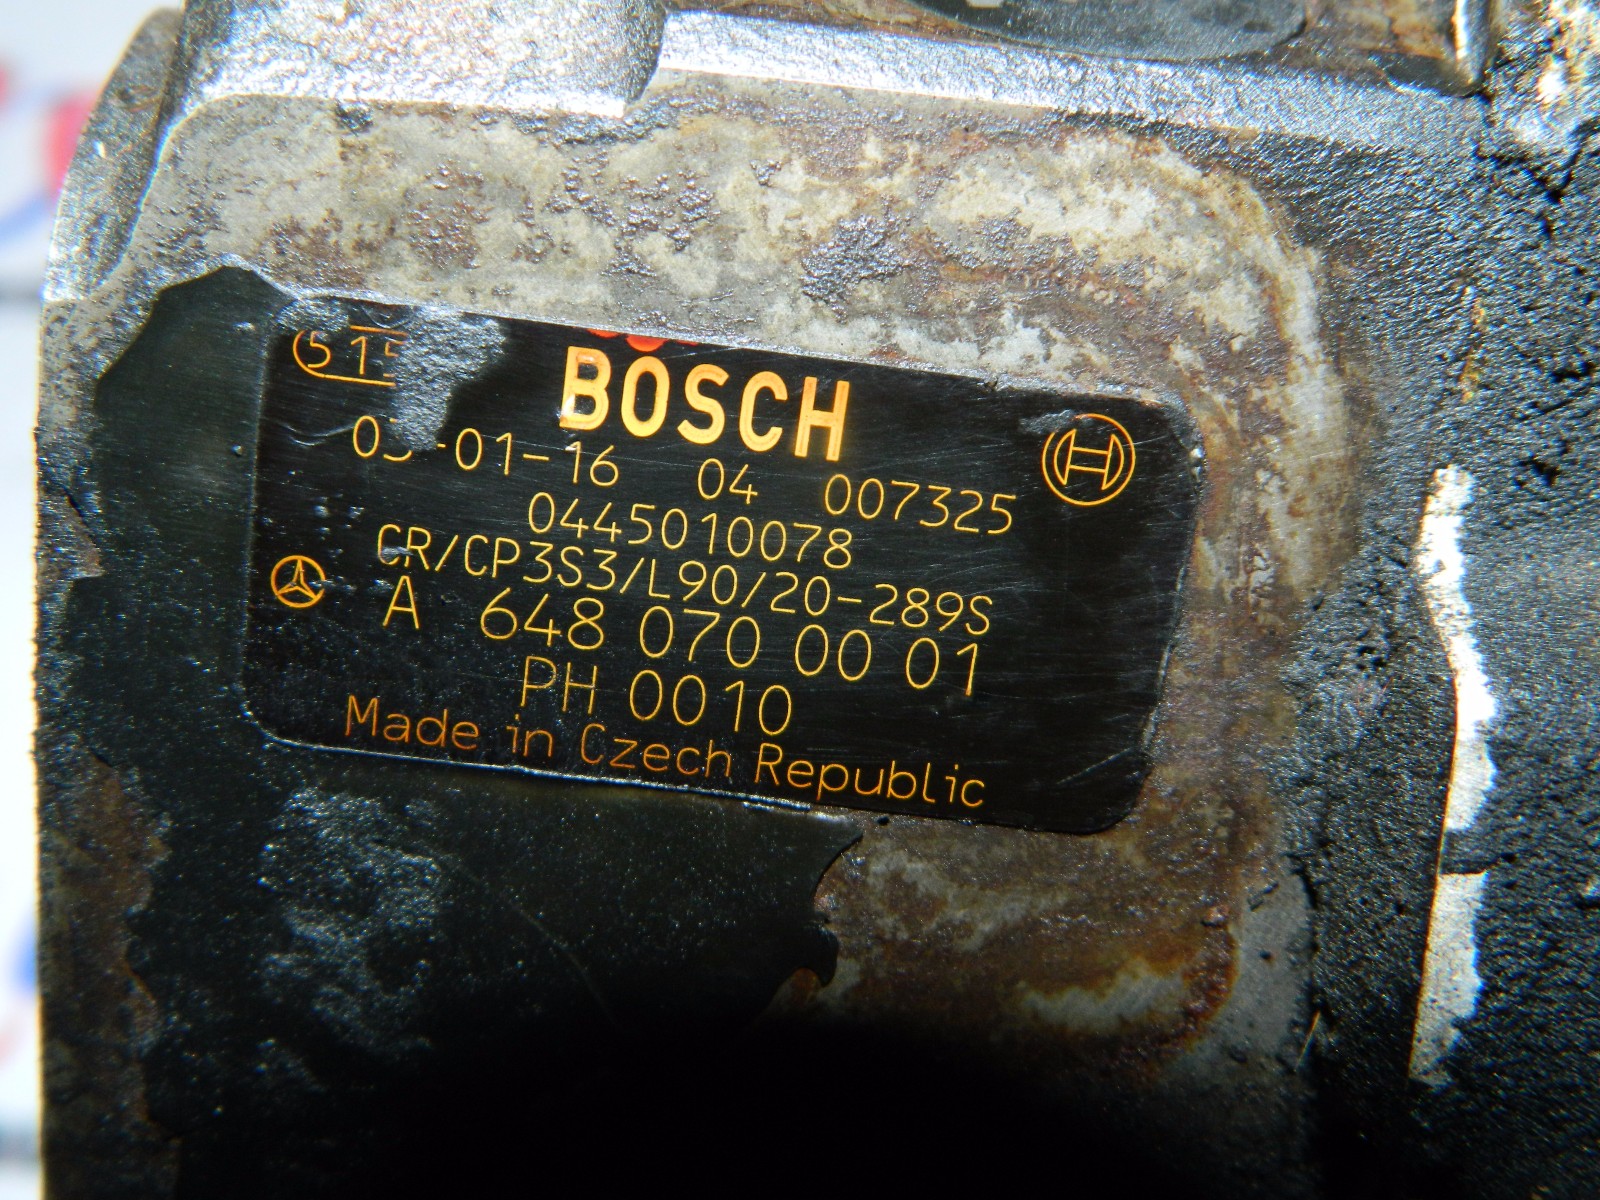 515
BOSCH
-01-16 04 007325
0445010078
CR/CP3S3/L90/20-289S
A 648 070 00 01
PH 0010
Made in Czech Republic